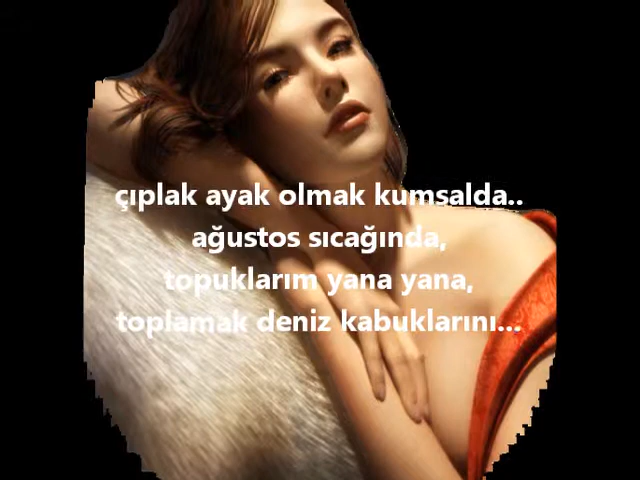 çıplak ayak olmak kumsalda..
ağustos sıcağında,
topuklarım yana yana,
toplamak deniz kabuklarını...